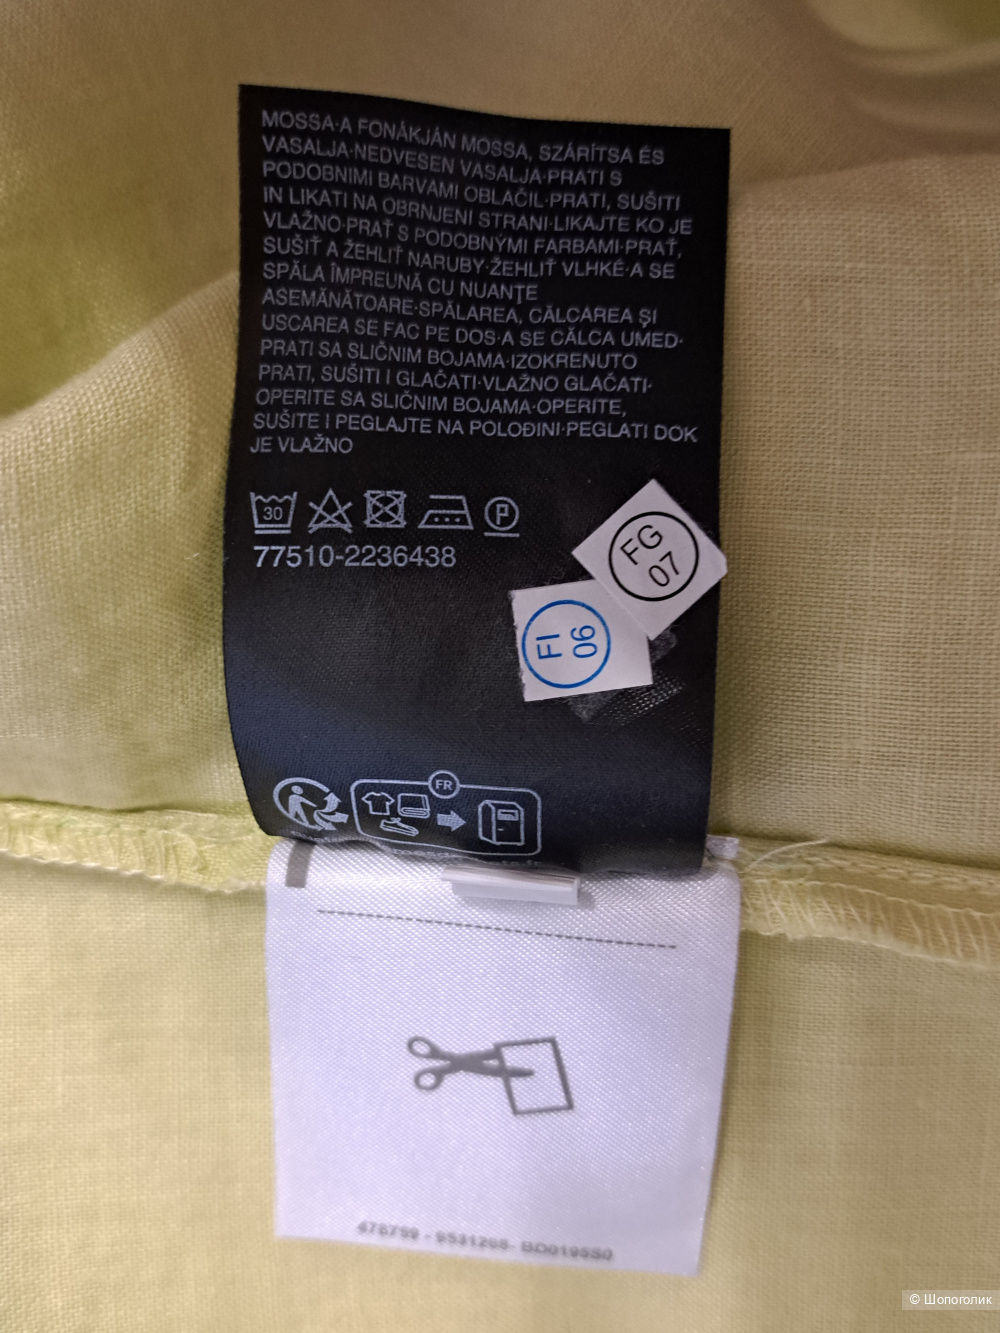 MOSSA·A FONÁKJÁN MOSSA, SZÁRÍTSA ÉS
VASALJA·NEDVESEN VASALJA·PRATI S
PODOBNIMI BARVAMI OBLAČIL·PRATI, SUŠITI
IN LIKATI NA OBRNJENI STRANI·LIKAJTE KO JE
VLAŽNO·PRAŤ S PODOBNÝMI FARBAMI·PRAŤ,
SUŠIŤ A ŽEHLIŤ NARUBY·ŽEHLIŤ VLHKÉ·A SE
SPĂLA ÎMPREUNĂ CU NUANŢE
ASEMĂNĂTOARE·SPĂLAREA, CĂLCAREA ŞI
USCAREA SE FAC PE DOS·A SE CĂLCA UMED·
PRATI SA SLIČNIM BOJAMA·IZOKRENUTO
PRATI, SUŠITI I GLAČATI·VLAŽNO GLAČATI·
OPERITE SA SLIČNIM BOJAMA·OPERITE,
SUŠITE I PEGLAJTE NA POLOĐINI·PEGLATI DOK
JE VLAŽNO
30
P
77510-2236438
FG
07
FI
06
FR
BD0195S0
© Шопоголик